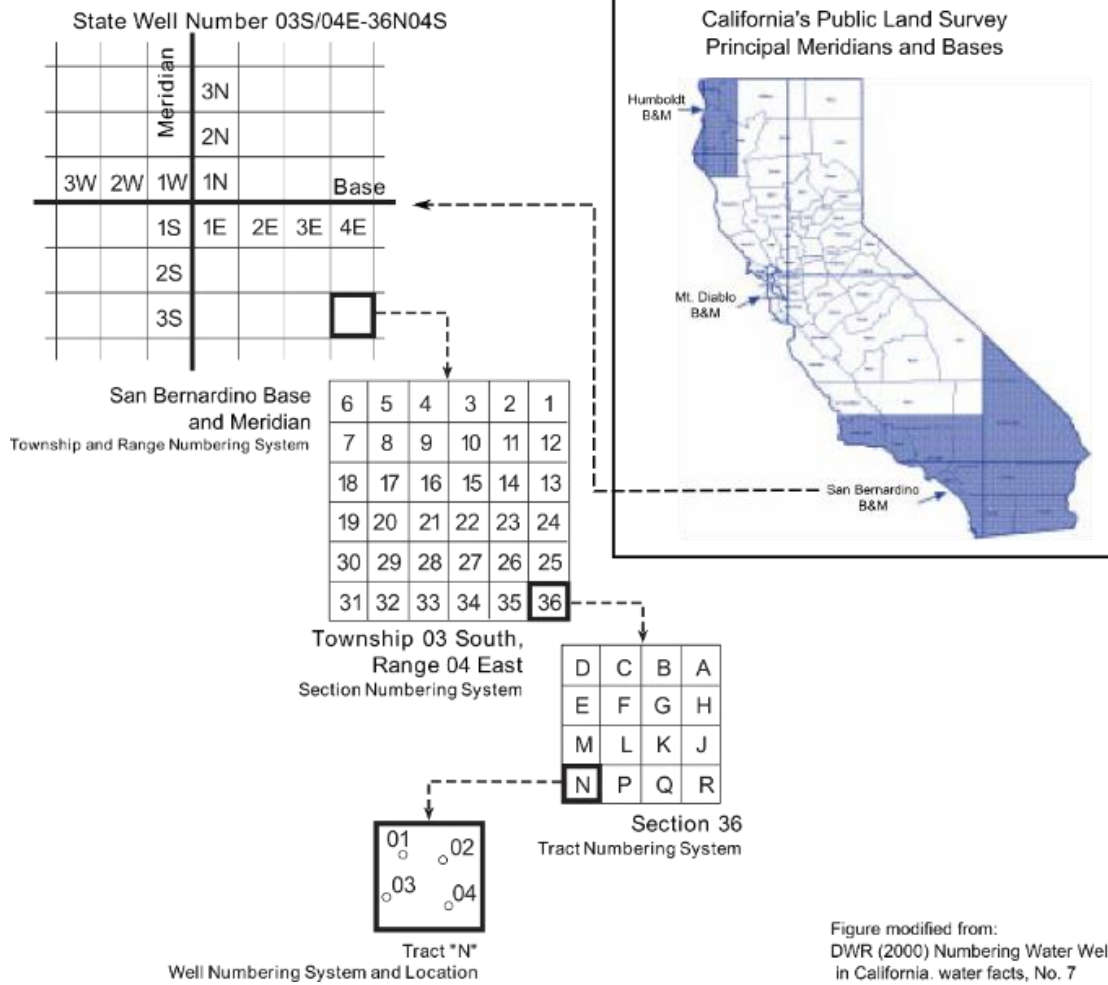 State Well Number 03S/04E-36N04S
Meridian
3N
2N
3W 2W 1W 1N
Base
1S 1E 2E 3E 4E
2S
3S
San Bernardino Base
and Meridian
Township and Range Numbering System
6 5 4 3 2 1
7 8 9 10 11 12
18 17 16 15 14 13
19 20 21 22 23 24
30 29 28 27 26 25
31 32 33 34 35 36
Township 03 South,
Range 04 East
Section Numbering System
D C B A
E F G H
M L K J
N P Q R
Section 36
Tract Numbering System
01
02
03
04
Tract "N"
Well Numbering System and Location
California's Public Land Survey
Principal Meridians and Bases
Humboldt
B&M
Mt. Diablo
B&M
San Bernardino
B&M
Figure modified from:
DWR (2000) Numbering Water Wel
in California. water facts, No. 7